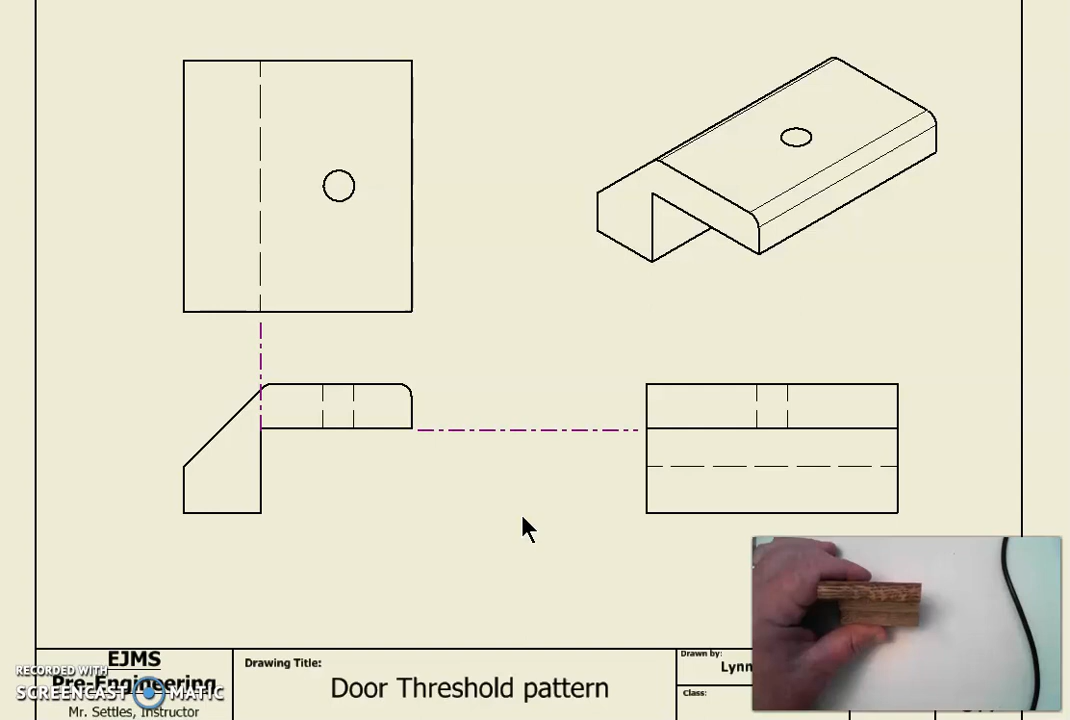 EJMS
Pre-Engineering
Mr. Settles, Instructor
Drawing Title:
Door Threshold pattern
Drawn by:
Lynn
Class:
RECORDED WITH
SCREENCAST MATIC